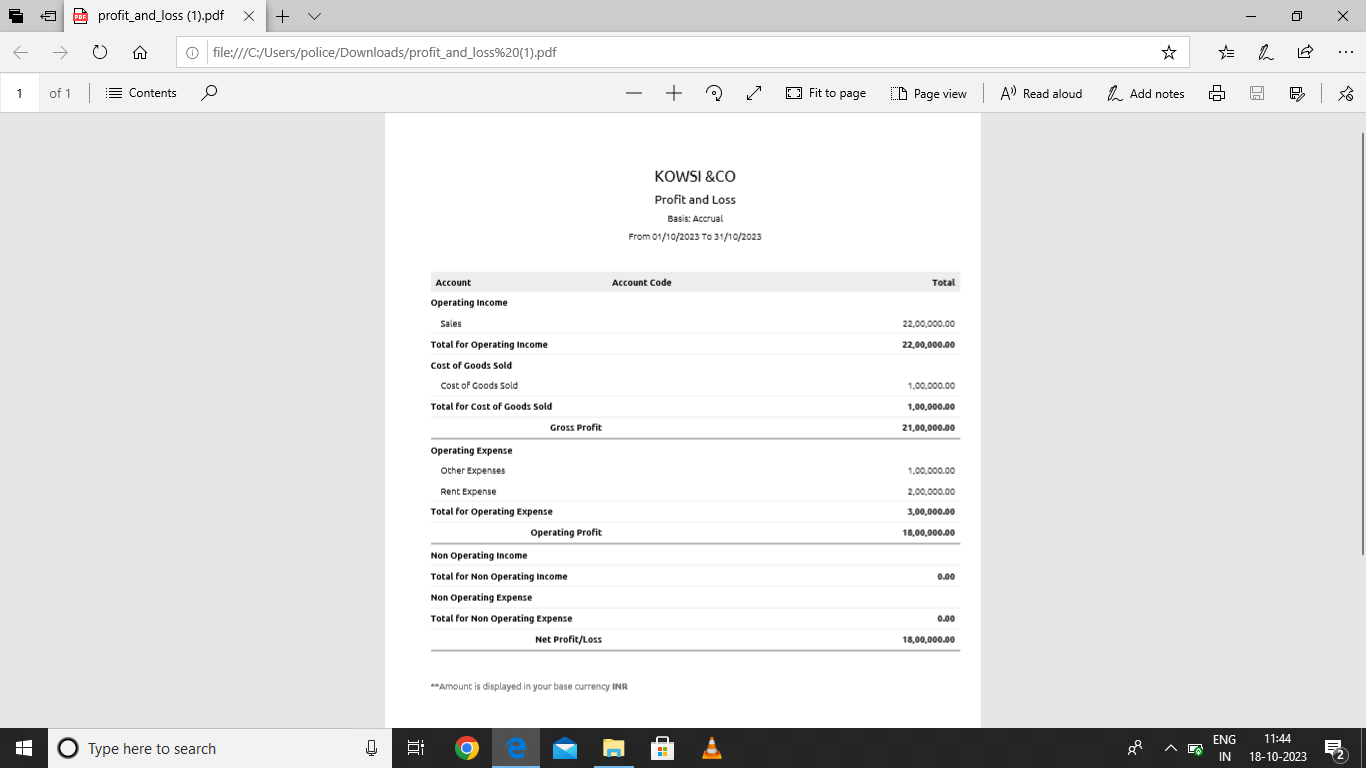 profit_and_loss (1).pdf
file:///C:/Users/police/Downloads/profit_and_loss%20(1).pdf
1 of 1 Contents Fit to page Page view Read aloud Add notes
KOWSI &CO
Profit and Loss
Basis: Accrual
From 01/10/2023 To 31/10/2023
Account Account Code Total
Operating Income
Sales 22,00,000.00
Total for Operating Income 22,00,000.00
Cost of Goods Sold
Cost of Goods Sold 1,00,000.00
Total for Cost of Goods Sold 1,00,000.00
Gross Profit 21,00,000.00
Operating Expense
Other Expenses 1,00,000.00
Rent Expense 2,00,000.00
Total for Operating Expense 3,00,000.00
Operating Profit 18,00,000.00
Non Operating Income
Total for Non Operating Income 0.00
Non Operating Expense
Total for Non Operating Expense 0.00
Net Profit/Loss 18,00,000.00
**Amount is displayed in your base currency INR
Type here to search
ENG 11:44
IN 18-10-2023 2